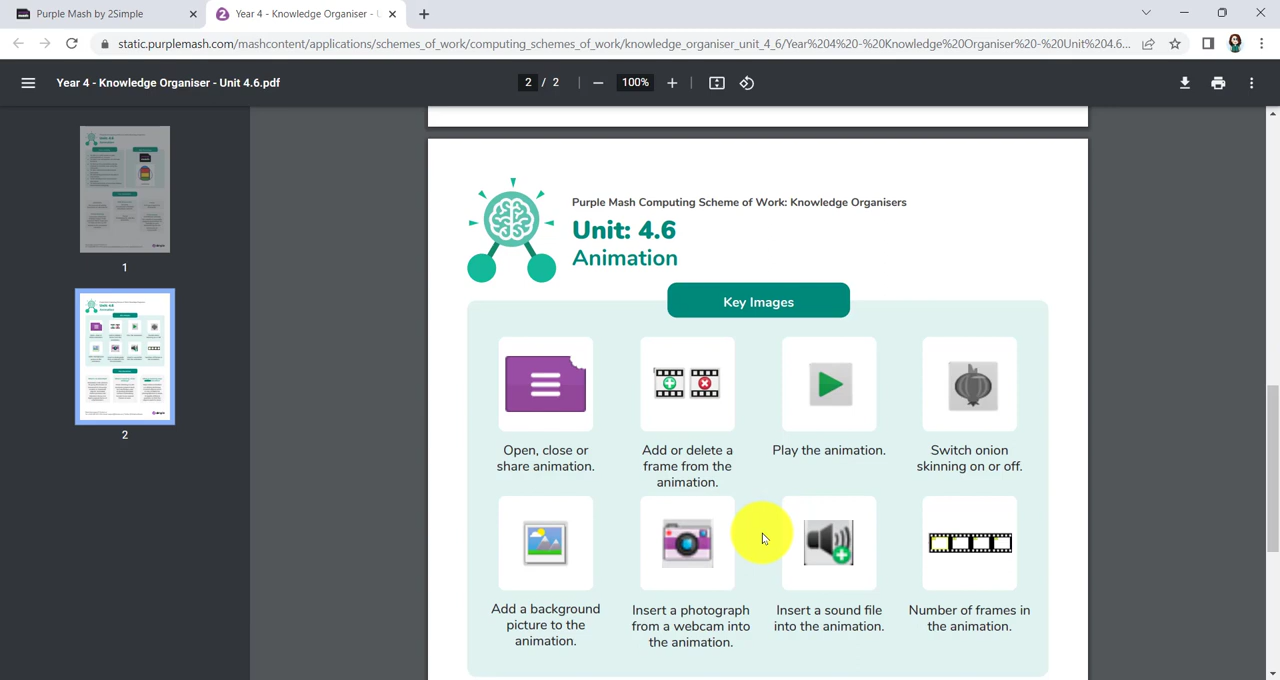 Purple Mash by 2Simple
Year 4 - Knowledge Organiser - U
static.purplemash.com/mashcontent/applications/schemes_of_work/computing_schemes_of_work/knowledge_organiser_unit_4_6/Year%204%20-%20Knowledge%20Organiser%20-%20Unit%204.6...
Year 4 - Knowledge Organiser - Unit 4.6.pdf
2 / 2
100%
Purple Mash Computing Scheme of Work: Knowledge Organisers
Unit: 4.6
Animation
Key Images
Open, close or
share animation.
Add or delete a
frame from the
animation.
Play the animation.
Switch onion
skinning on or off.
Add a background
picture to the
animation.
Insert a photograph
from a webcam into
the animation.
Insert a sound file
into the animation.
Number of frames in
the animation.
1
2